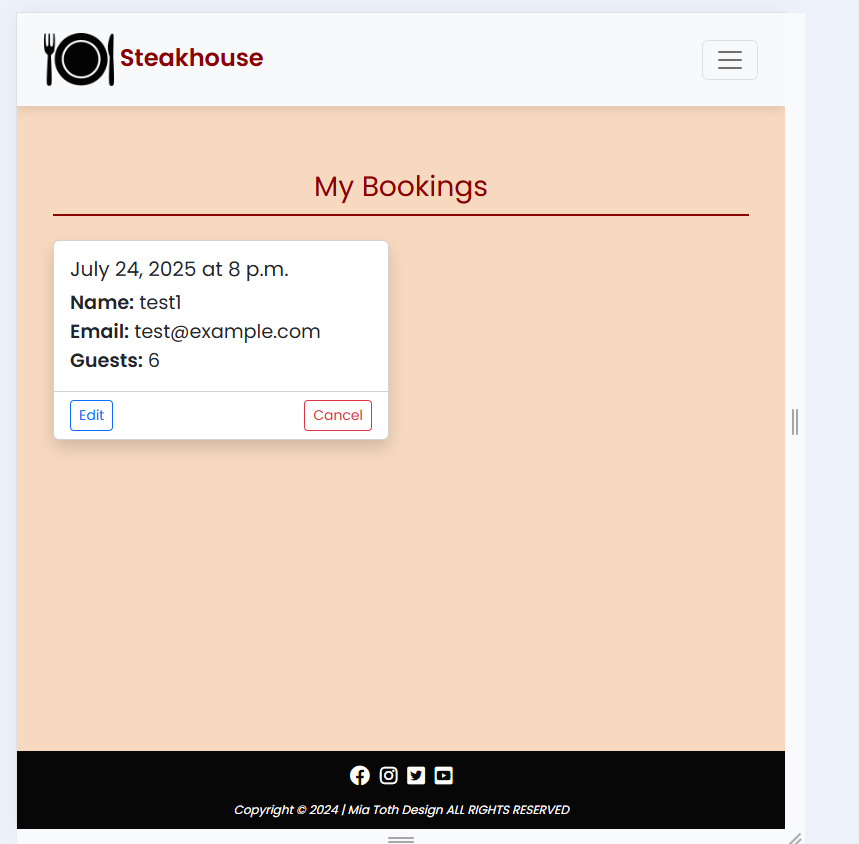 Steakhouse
My Bookings
July 24, 2025 at 8 p.m.
Name: test1
Email: test@example.com
Guests: 6
Edit
Cancel
Copyright © 2024 | Mia Toth Design ALL RIGHTS RESERVED